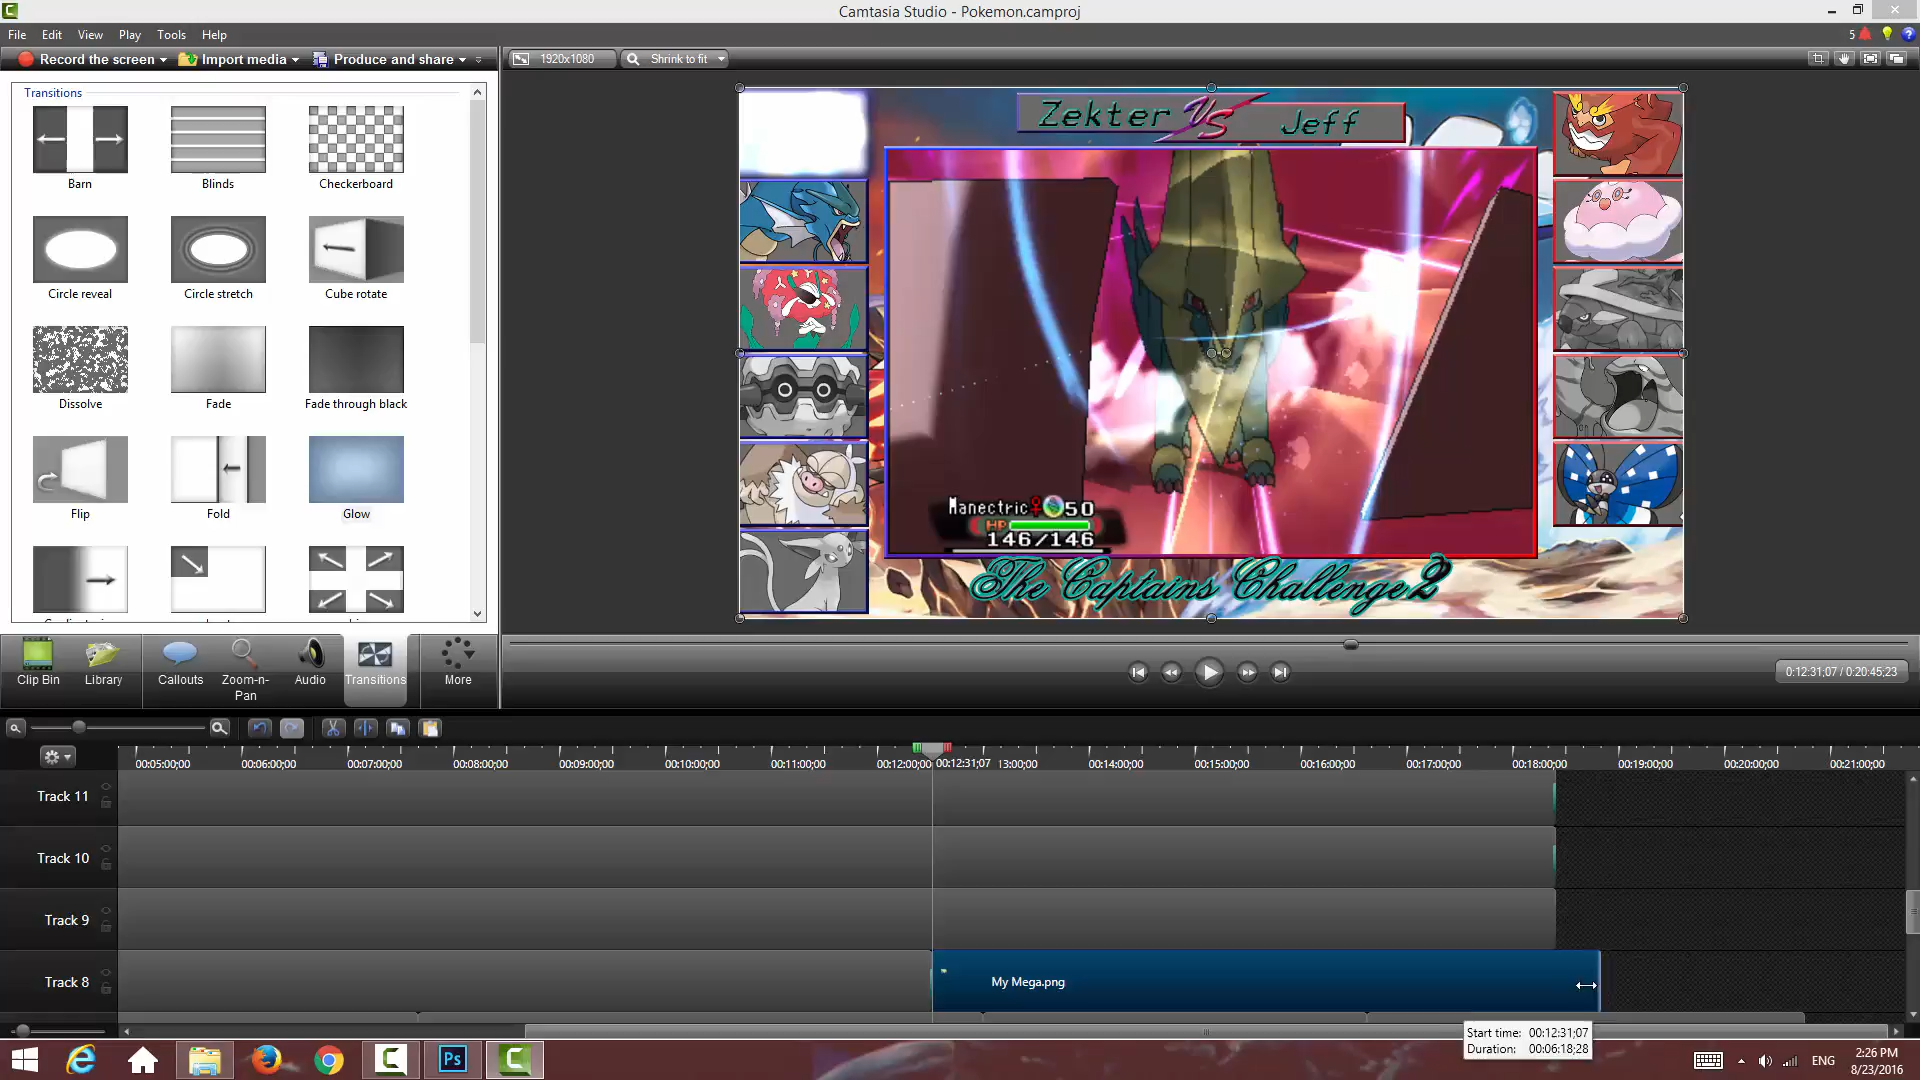 Camtasia Studio - Pokemon.camproj
File Edit View Play Tools Help
5
Record the screen Import media Produce and share
1920x1080 Shrink to fit
Transitions
Barn Blinds Checkerboard
Circle reveal Circle stretch Cube rotate
Dissolve Fade Fade through black
Flip Fold Glow
Zekter VS Jeff
Manectric♀ 50
HP
146/146
The Captains Challenge 2
Clip Bin Library Callouts Zoom-n-Pan Audio Transitions More
0:12:31;07 / 0:20:45;23
00:05:00;00 00:06:00;00 00:07:00;00 00:08:00;00 00:09:00;00 00:10:00;00 00:11:00;00 00:12:00;00 00:12:31;07 13:00;00 00:14:00;00 00:15:00;00 00:16:00;00 00:17:00;00 00:18:00;00 00:19:00;00 00:20:00;00 00:21:00;00
Track 11
Track 10
Track 9
Track 8 My Mega.png
Start time: 00:12:31;07
Duration: 00:06:18;28
Ps
ENG
2:26 PM
8/23/2016